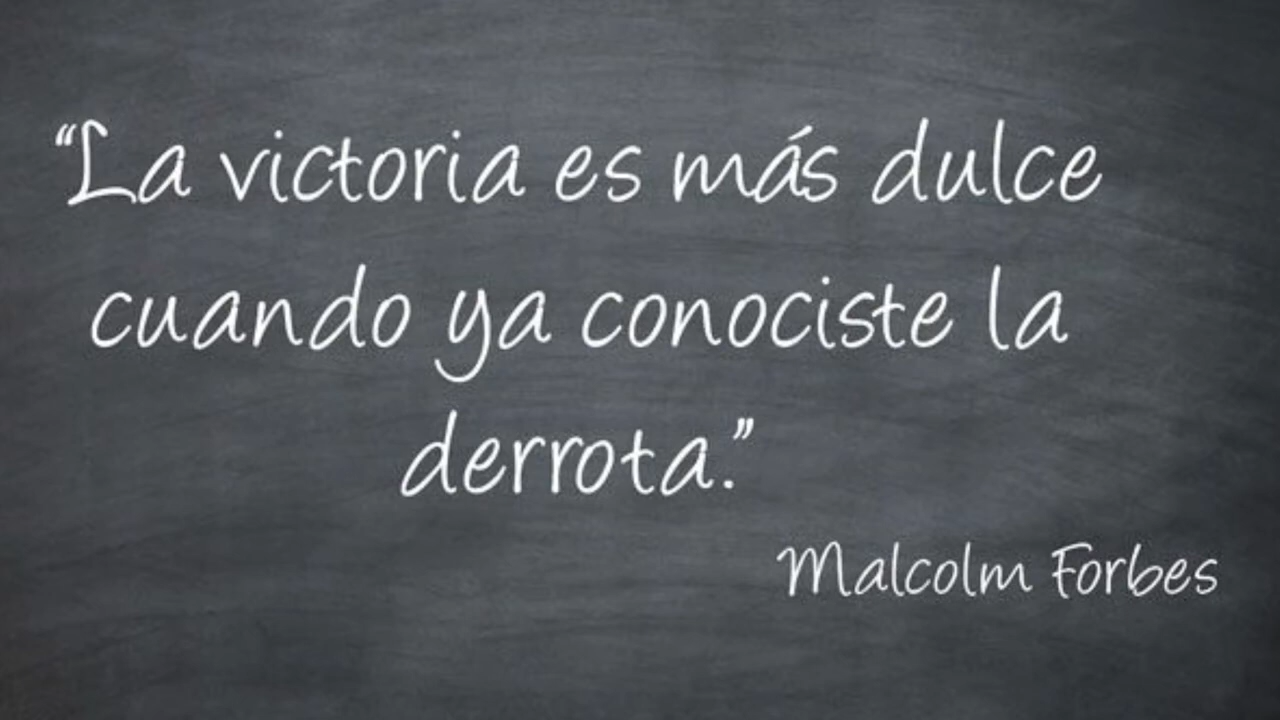 “La victoria es más dulce
cuando ya conociste la
derrota.”
Malcolm Forbes